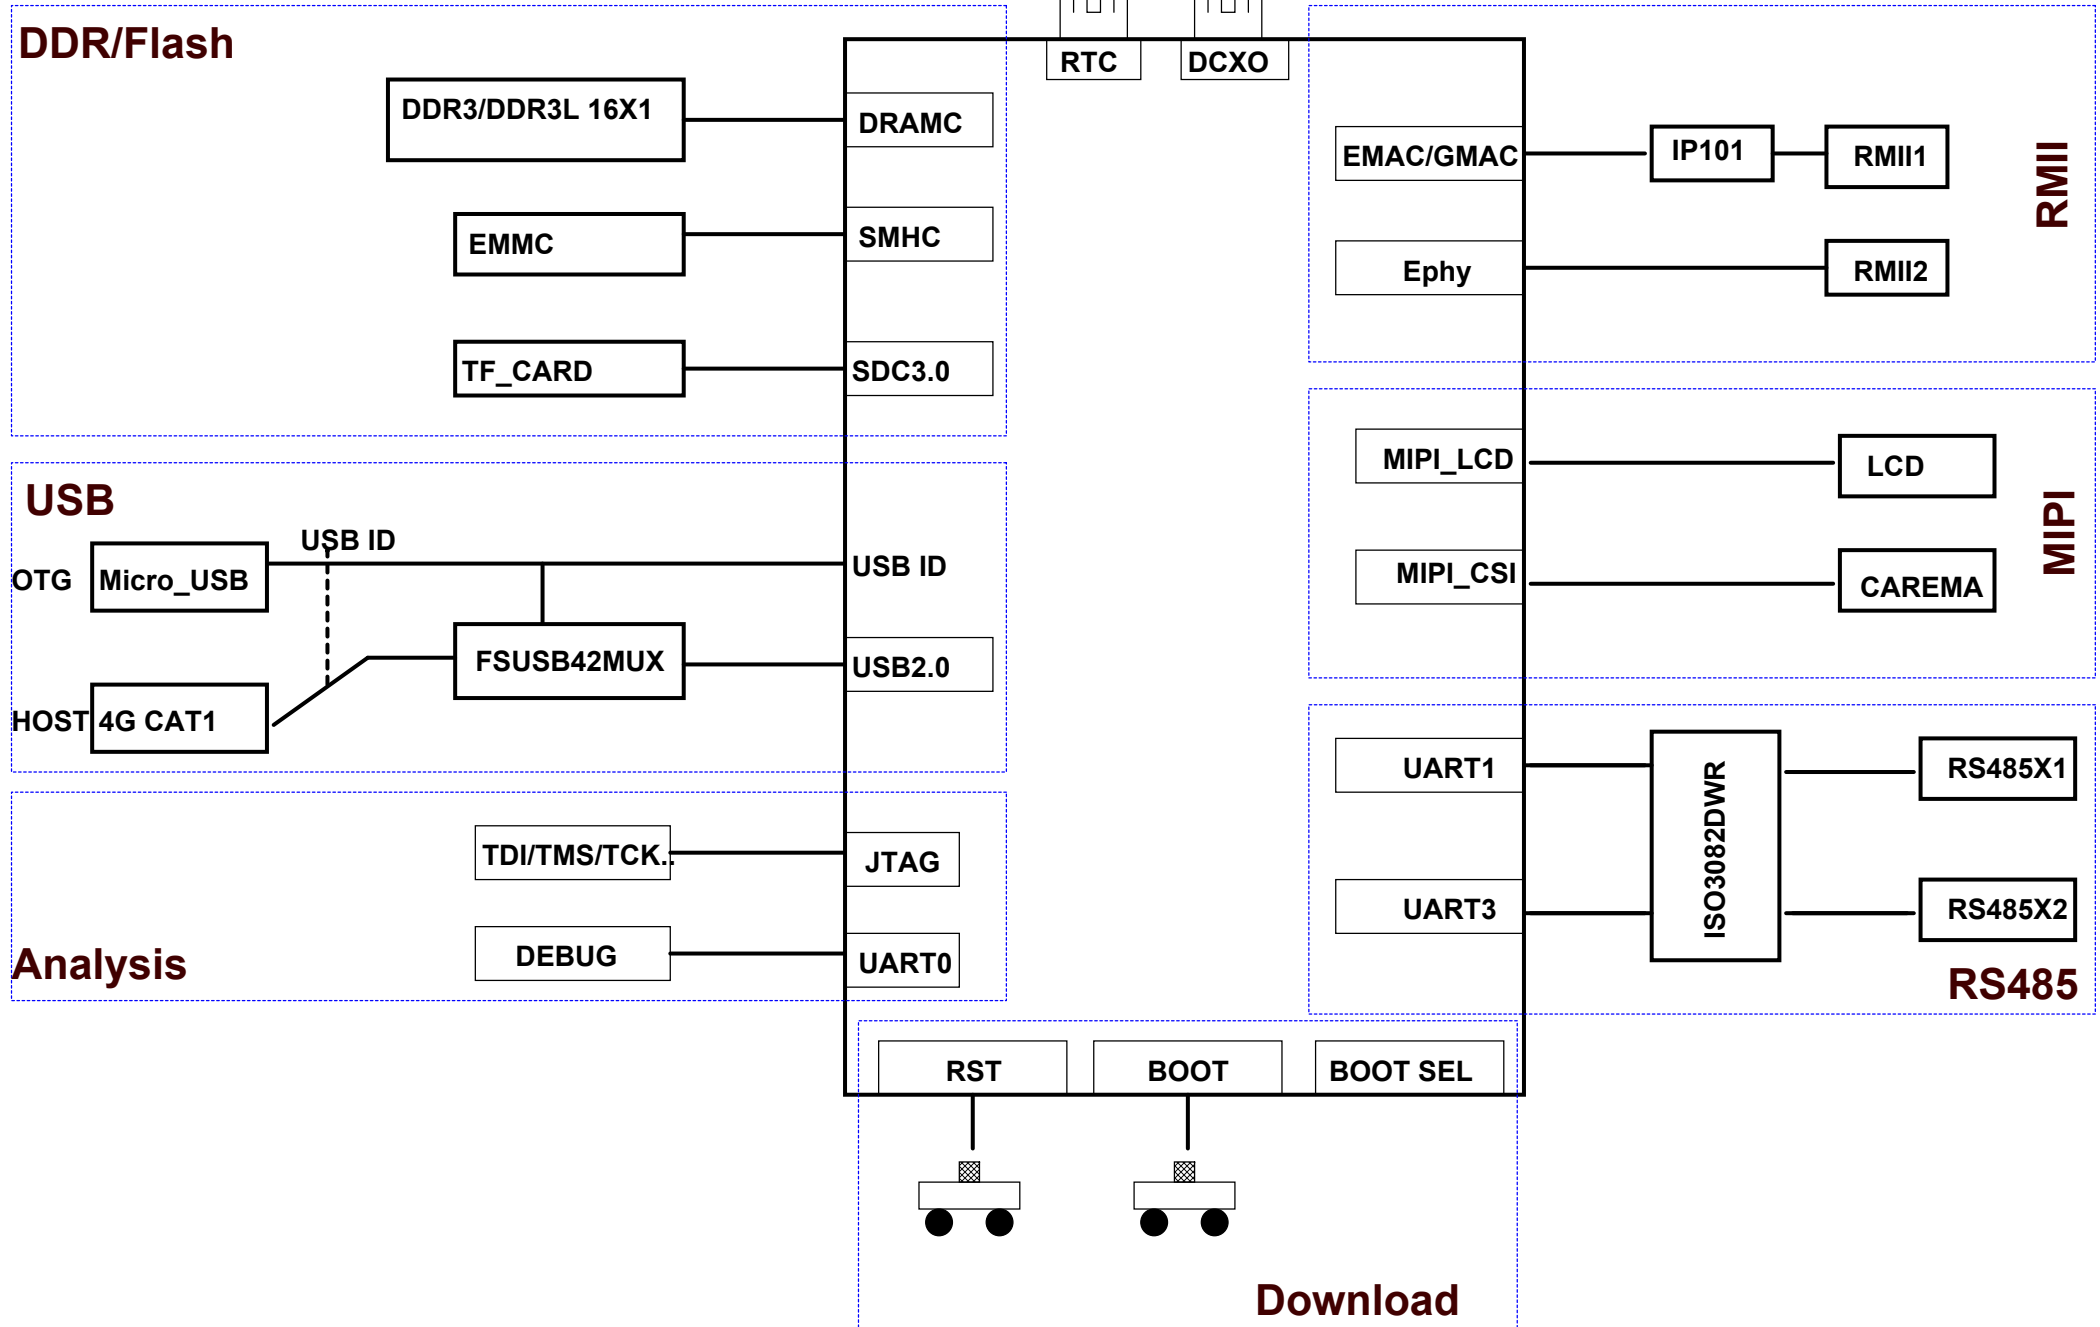 DDR/Flash
DDR3/DDR3L 16X1
DRAMC
EMMC
SMHC
TF_CARD
SDC3.0
USB
USB ID
OTG
Micro_USB
USB ID
FSUSB42MUX
USB2.0
HOST
4G CAT1
TDI/TMS/TCK..
JTAG
DEBUG
UART0
Analysis
RTC
DCXO
EMAC/GMAC
IP101
RMII1
RMII
Ephy
RMII2
MIPI_LCD
LCD
MIPI
MIPI_CSI
CAREMA
UART1
ISO3082DWR
RS485X1
UART3
RS485X2
RS485
RST
BOOT
BOOT SEL
Download